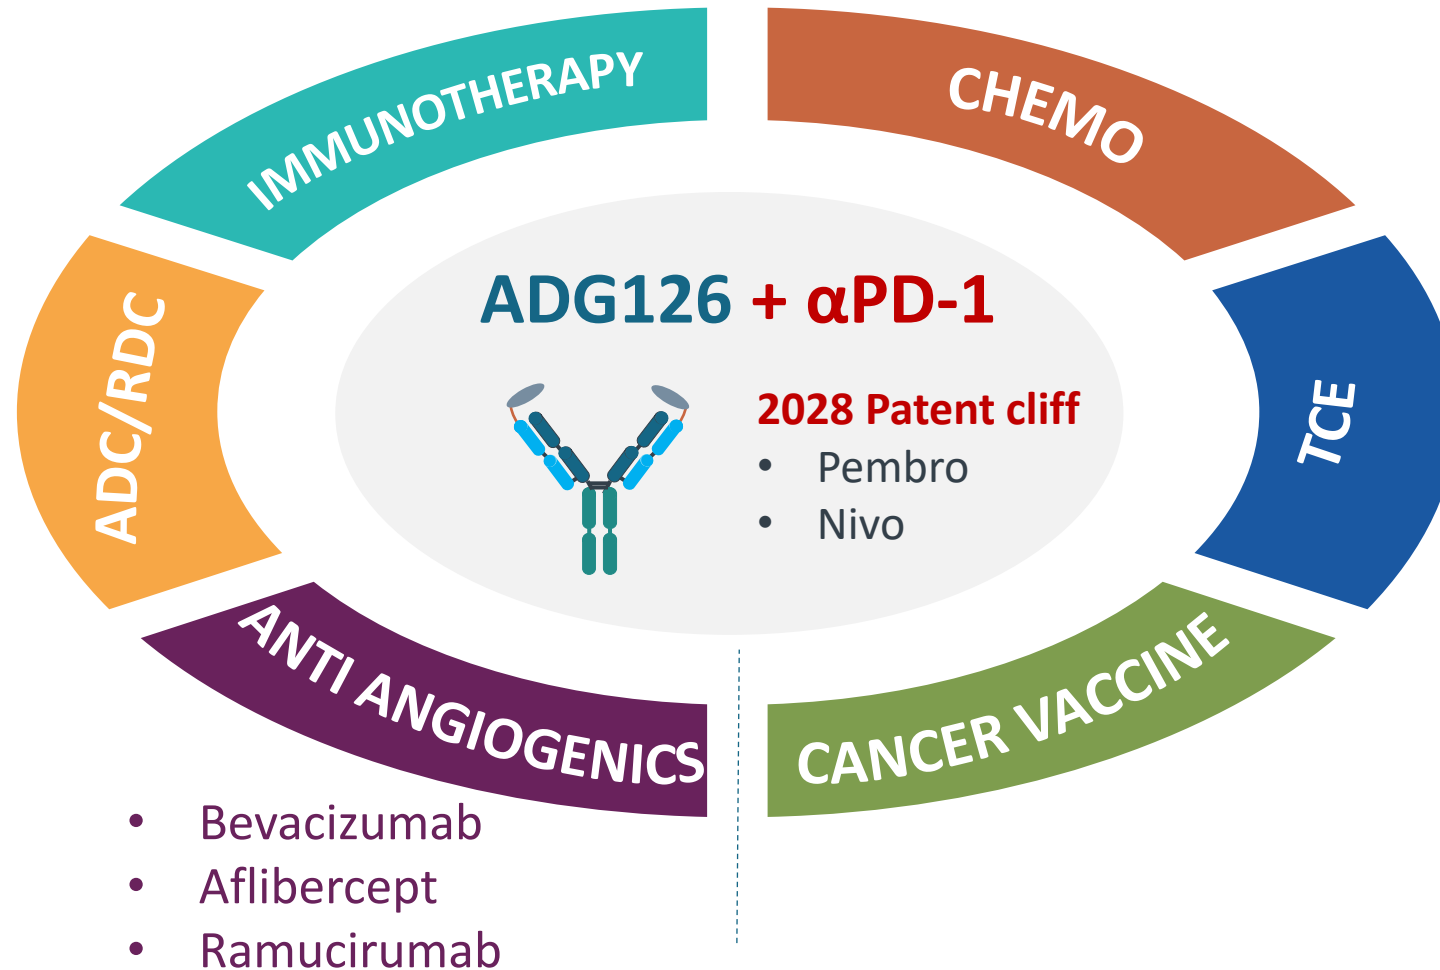 IMMUNOTHERAPY
CHEMO
ADC/RDC
TCE
ADG126 + αPD-1
2028 Patent cliff
• Pembro
• Nivo
ANTI ANGIOGENICS
CANCER VACCINE
• Bevacizumab
• Aflibercept
• Ramucirumab